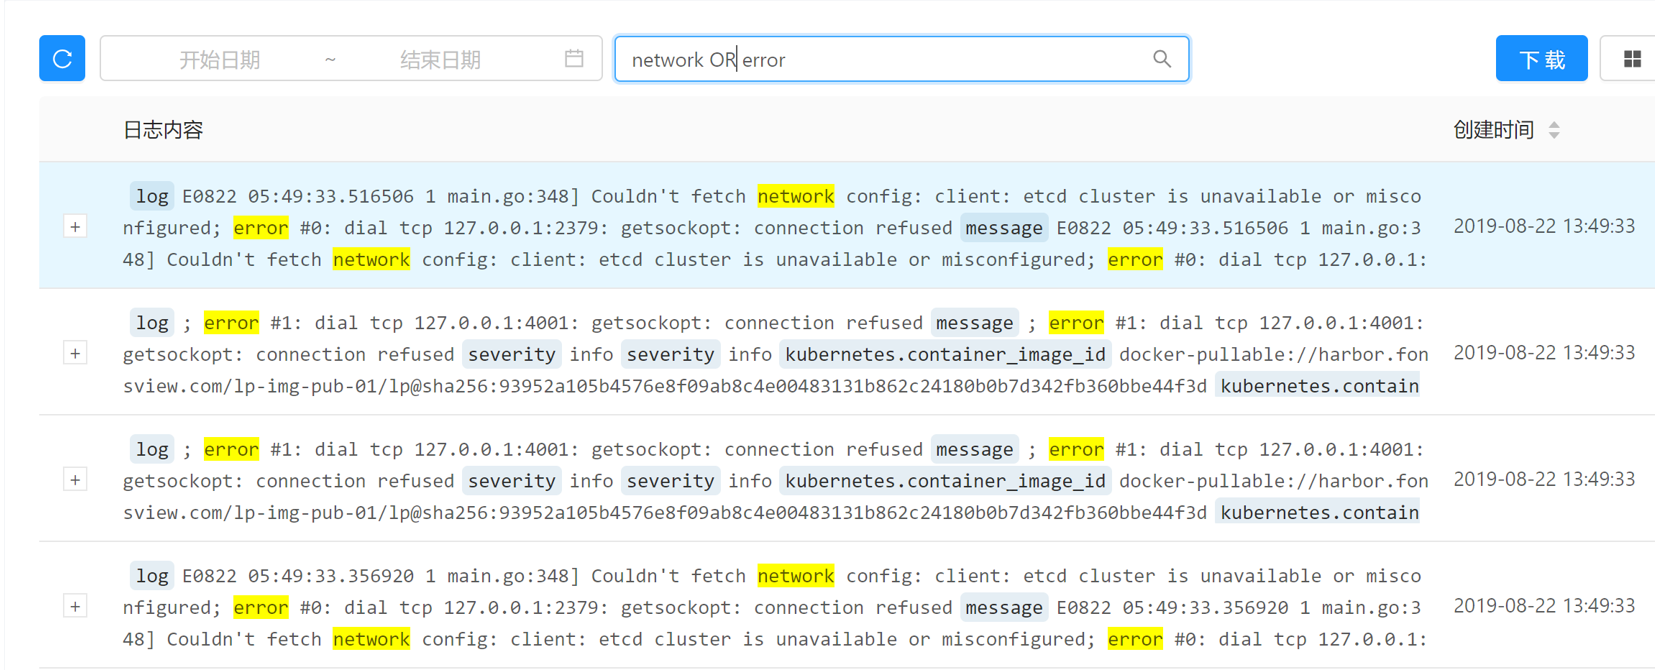 开始日期 ~ 结束日期 network OR error 下 载
日志内容 创建时间
log E0822 05:49:33.516506 1 main.go:348] Couldn't fetch network config: client: etcd cluster is unavailable or misco
nfigured; error #0: dial tcp 127.0.0.1:2379: getsockopt: connection refused message E0822 05:49:33.516506 1 main.go:3
48] Couldn't fetch network config: client: etcd cluster is unavailable or misconfigured; error #0: dial tcp 127.0.0.1:
2019-08-22 13:49:33
log ; error #1: dial tcp 127.0.0.1:4001: getsockopt: connection refused message ; error #1: dial tcp 127.0.0.1:4001:
getsockopt: connection refused severity info severity info kubernetes.container_image_id docker-pullable://harbor.fon
sview.com/lp-img-pub-01/lp@sha256:93952a105b4576e8f09ab8c4e00483131b862c24180b0b7d342fb360bbe44f3d kubernetes.contain
2019-08-22 13:49:33
log ; error #1: dial tcp 127.0.0.1:4001: getsockopt: connection refused message ; error #1: dial tcp 127.0.0.1:4001:
getsockopt: connection refused severity info severity info kubernetes.container_image_id docker-pullable://harbor.fon
sview.com/lp-img-pub-01/lp@sha256:93952a105b4576e8f09ab8c4e00483131b862c24180b0b7d342fb360bbe44f3d kubernetes.contain
2019-08-22 13:49:33
log E0822 05:49:33.356920 1 main.go:348] Couldn't fetch network config: client: etcd cluster is unavailable or misco
nfigured; error #0: dial tcp 127.0.0.1:2379: getsockopt: connection refused message E0822 05:49:33.356920 1 main.go:3
48] Couldn't fetch network config: client: etcd cluster is unavailable or misconfigured; error #0: dial tcp 127.0.0.1:
2019-08-22 13:49:33